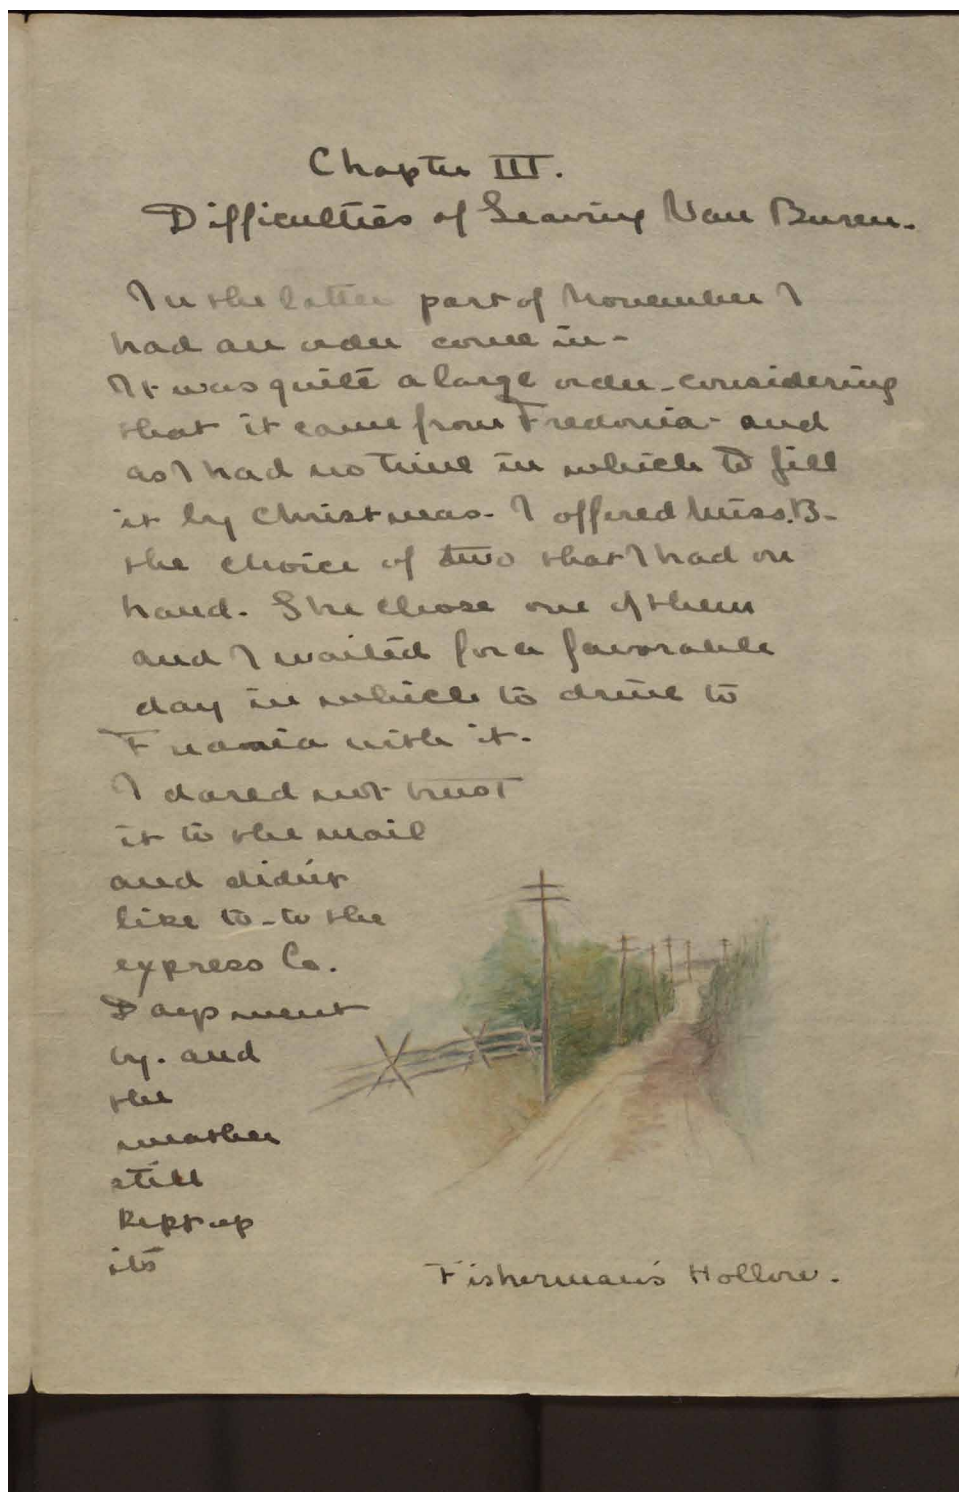 Chapter III.
Difficulties of Leaving Van Buren.
In the latter part of November I
had an order come in-
It was quite a large order - considering
that it came from Fredonia - and
as I had no time in which to fill
it by Christmas - I offered Miss. B-
the choice of two that I had on
hand. She chose one of them
and I waited for a favorable
day in which to drive to
Fredonia with it.
I dared not trust
it to the mail
and didn't
like to - to the
express Co.
Days went
by. and
the
weather
still
kept up
its
Fisherman's Hollow.